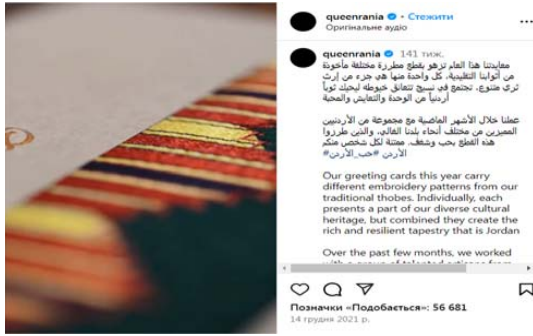 queenrania • Стежити
Оригінальне аудіо
queenrania 141 тиж.
معايدتنا هذا العام تزهو بقطع مطرزة مختلفة مأخوذة
من أثوابنا التقليدية، كل واحدة منها هي جزء من إرث
ثري متنوع، تجتمع في نسيج تتعانق خيوطه ليحيك ثوباً
أردنياً من الوحدة والتعايش والمحبة
عملنا خلال الأشهر الماضية مع مجموعة من الأردنيين
المميزين من مختلف أنحاء بلدنا الغالي، والذين طرزوا
هذه القطع بحب وشغف. ممتنة لكل شخص منكم
#الأردن #حب_الأردن
Our greeting cards this year carry
different embroidery patterns from our
traditional thobes. Individually, each
presents a part of our diverse cultural
heritage, but combined they create the
rich and resilient tapestry that is Jordan
Over the past few months, we worked
Позначки «Подобається»: 56 681
14 грудня 2021 р.